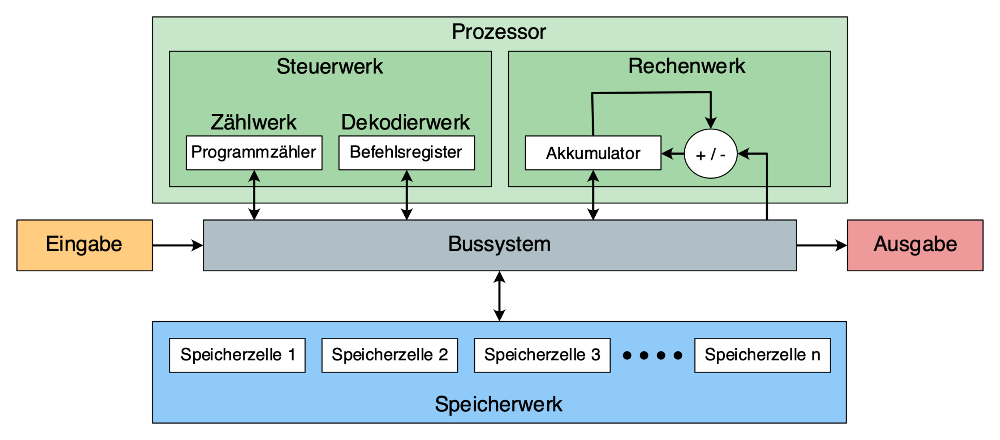 Prozessor
Steuerwerk
Rechenwerk
Zählwerk
Dekodierwerk
Programmzähler
Befehlsregister
Akkumulator
+ / -
Eingabe
Bussystem
Ausgabe
Speicherzelle 1
Speicherzelle 2
Speicherzelle 3
Speicherzelle n
Speicherwerk